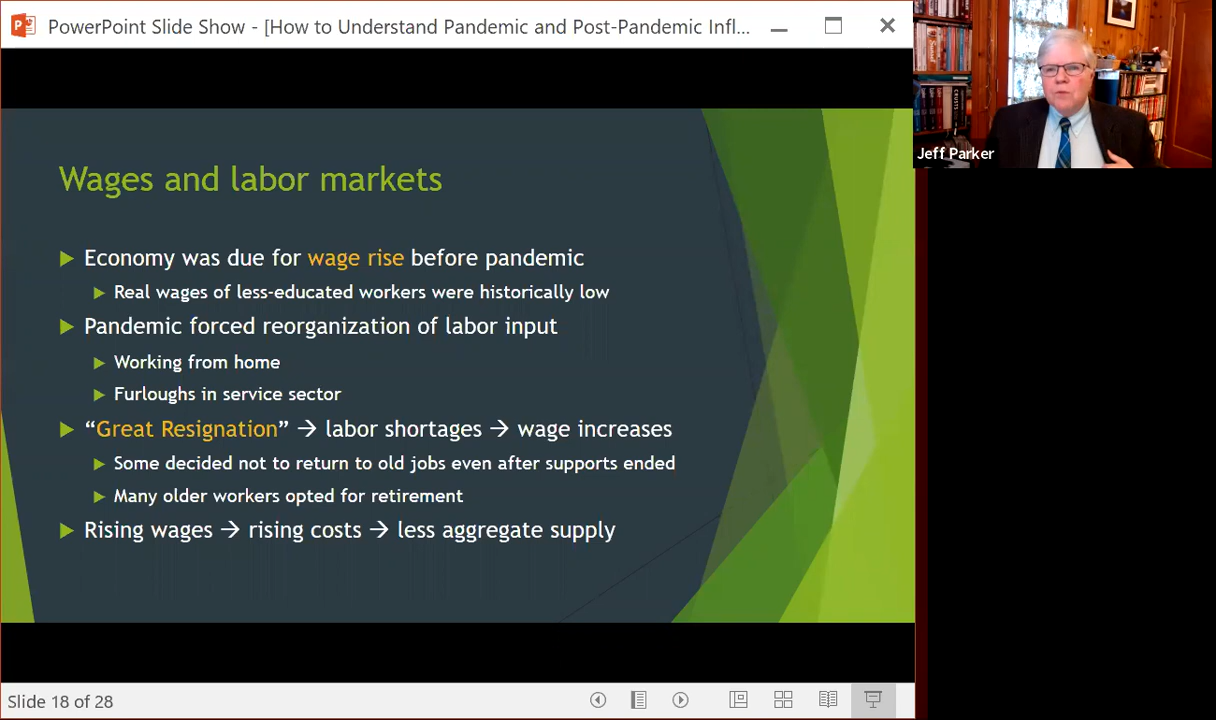 PowerPoint Slide Show - [How to Understand Pandemic and Post-Pandemic Infl...
Jeff Parker
Wages and labor markets
Economy was due for wage rise before pandemic
Real wages of less-educated workers were historically low
Pandemic forced reorganization of labor input
Working from home
Furloughs in service sector
“Great Resignation” → labor shortages → wage increases
Some decided not to return to old jobs even after supports ended
Many older workers opted for retirement
Rising wages → rising costs → less aggregate supply
Slide 18 of 28